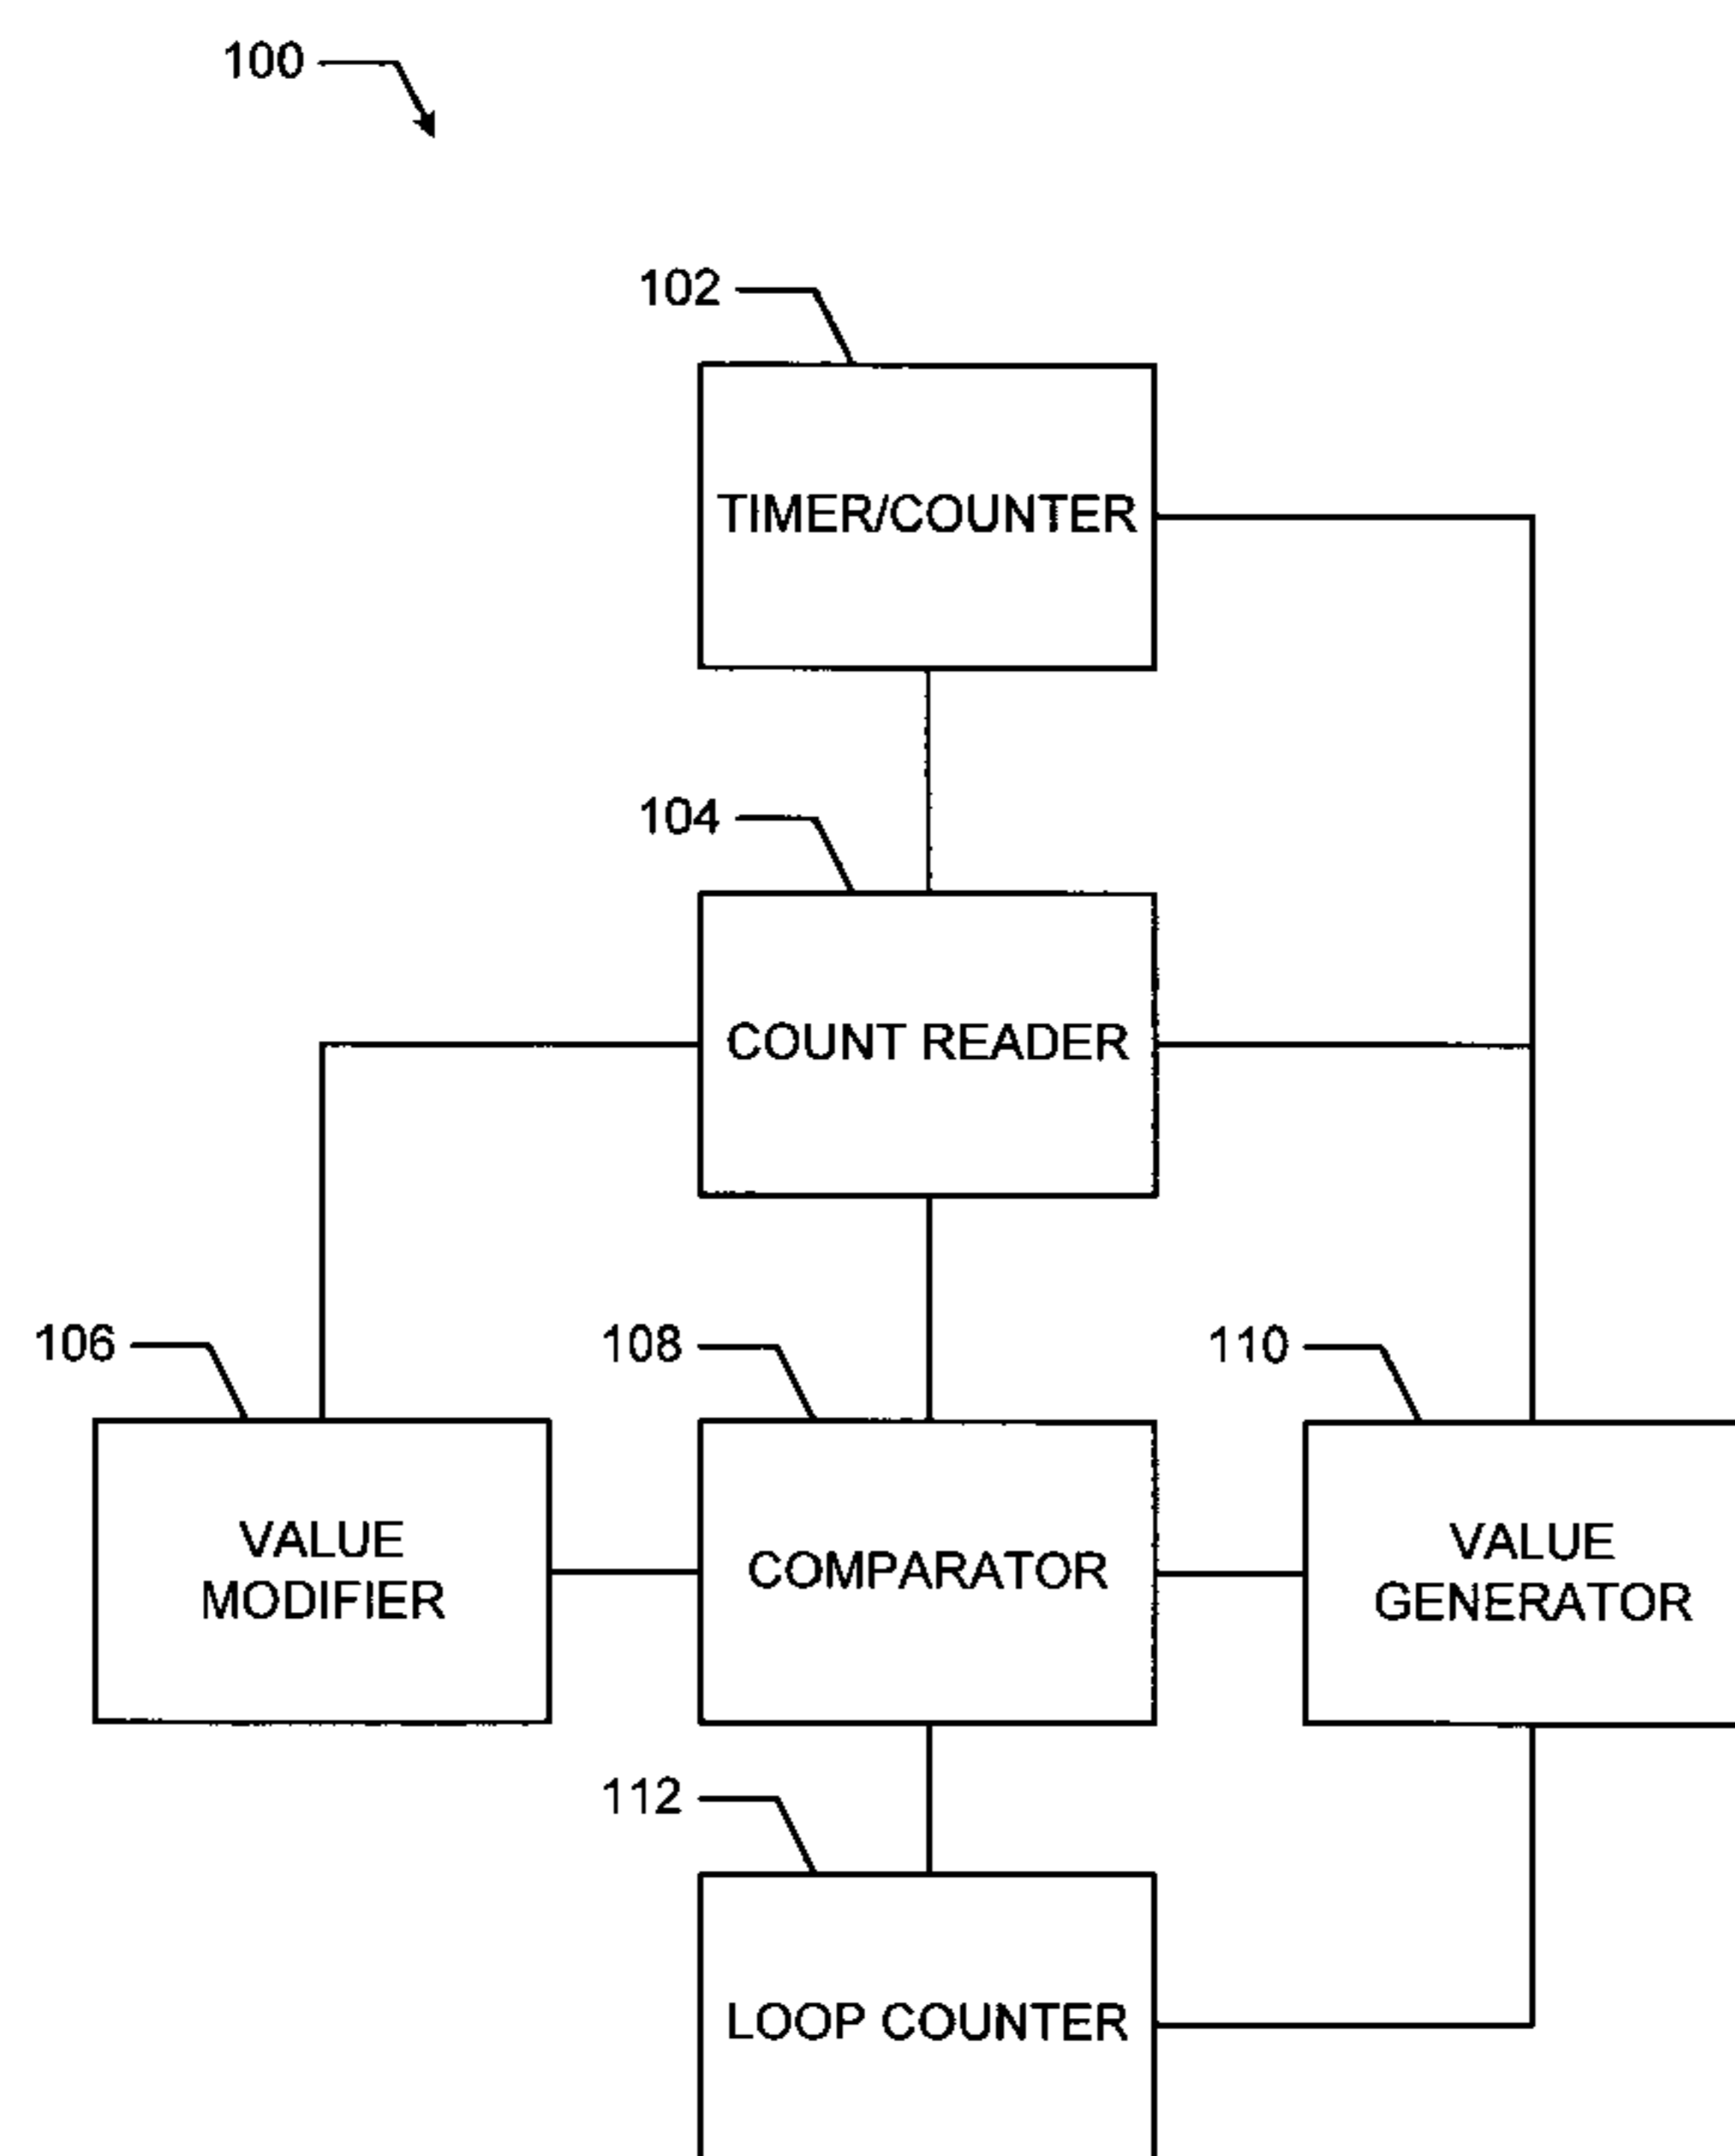 100
102
TIMER/COUNTER
104
COUNT READER
106
108
110
VALUE
MODIFIER
COMPARATOR
VALUE
GENERATOR
112
LOOP COUNTER